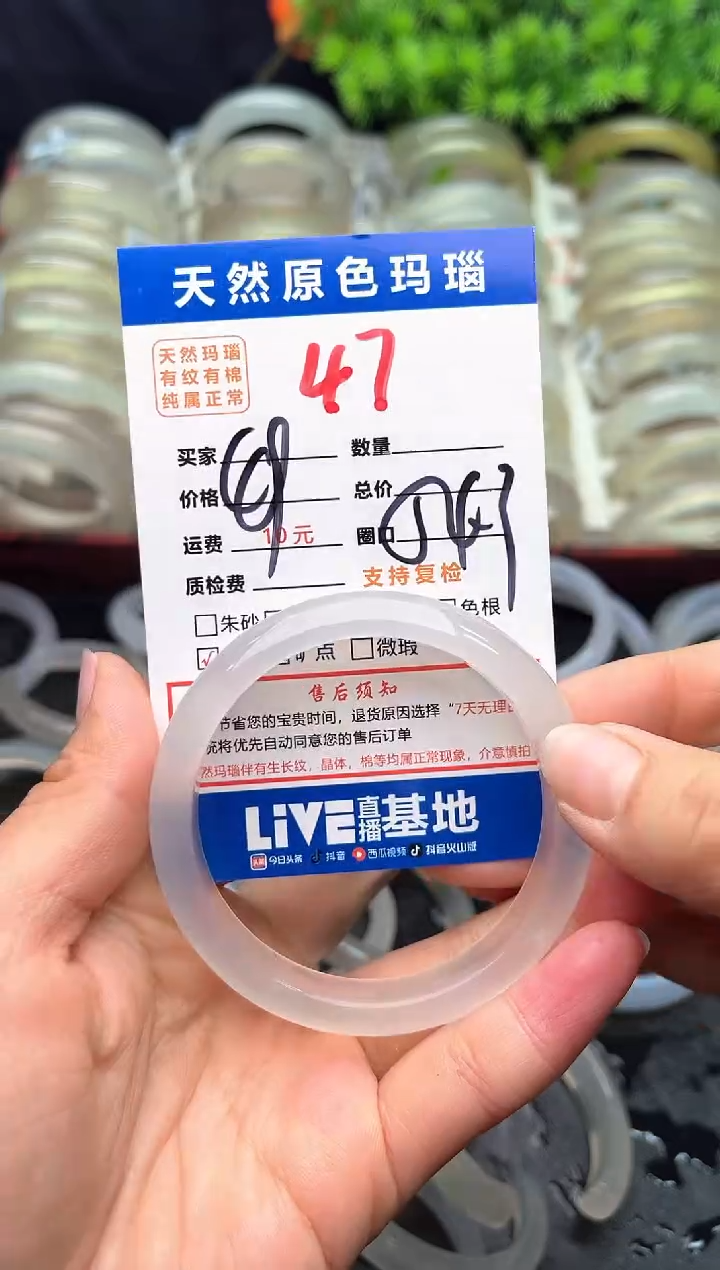 天然原色玛瑙
天然玛瑙
有纹有棉
纯属正常
47
买家 数量
价格 总价
运费 10元 圈口
质检费 支持复检
朱砂 色根
矿点 微瑕
售后须知
节省您的宝贵时间，退货原因选择“7天无理
统将优先自动同意您的售后订单
然玛瑙伴有生长纹，晶体，棉等均属正常现象，介意慎拍
LIVE直播基地
头条 今日头条 抖音 西瓜视频 抖音火山版